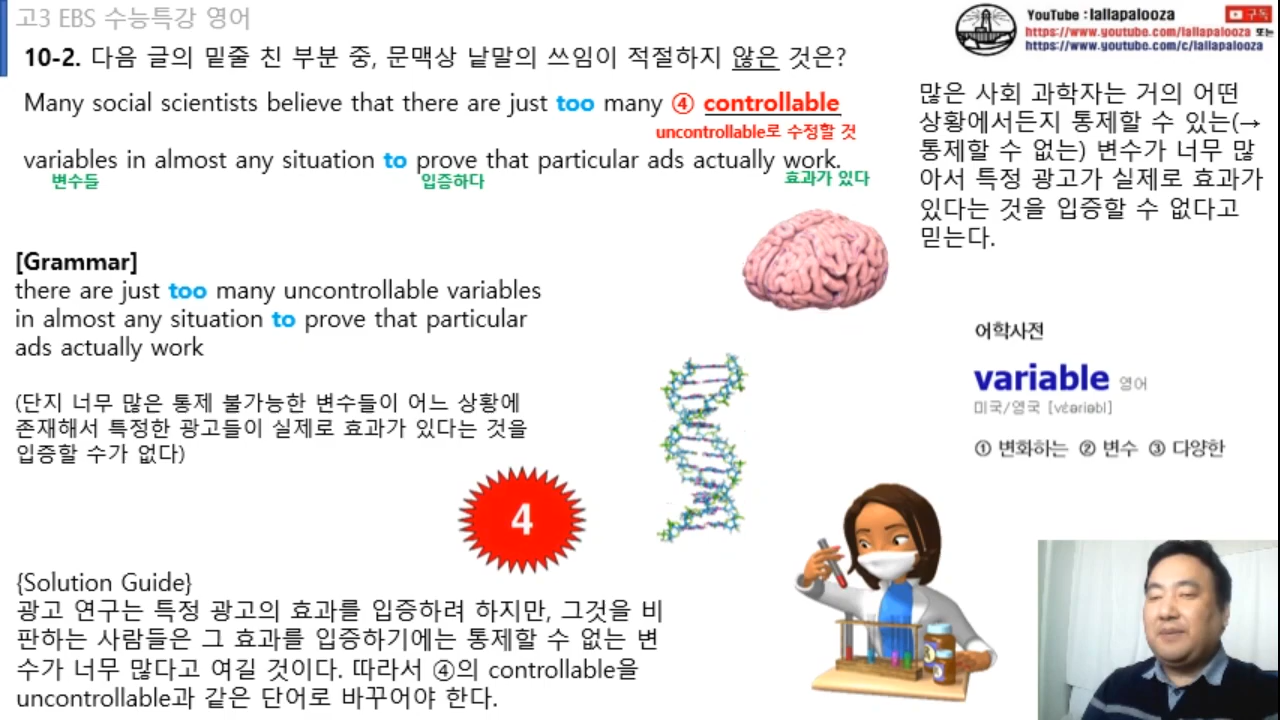 고3 EBS 수능특강 영어
YouTube : lallapalooza
구독
https://www.youtube.com/lallapalooza 또는
https://www.youtube.com/c/lallapalooza
10-2. 다음 글의 밑줄 친 부분 중, 문맥상 낱말의 쓰임이 적절하지 않은 것은?
Many social scientists believe that there are just too many ④ controllable
uncontrollable로 수정할 것
variables in almost any situation to prove that particular ads actually work.
변수들 입증하다 효과가 있다
많은 사회 과학자는 거의 어떤
상황에서든지 통제할 수 있는(→
통제할 수 없는) 변수가 너무 많
아서 특정 광고가 실제로 효과가
있다는 것을 입증할 수 없다고
믿는다.
[Grammar]
there are just too many uncontrollable variables
in almost any situation to prove that particular
ads actually work
(단지 너무 많은 통제 불가능한 변수들이 어느 상황에
존재해서 특정한 광고들이 실제로 효과가 있다는 것을
입증할 수가 없다)
어학사전
variable 영어
미국/영국 [vέəriəbl]
① 변화하는 ② 변수 ③ 다양한
4
{Solution Guide}
광고 연구는 특정 광고의 효과를 입증하려 하지만, 그것을 비
판하는 사람들은 그 효과를 입증하기에는 통제할 수 없는 변
수가 너무 많다고 여길 것이다. 따라서 ④의 controllable을
uncontrollable과 같은 단어로 바꾸어야 한다.